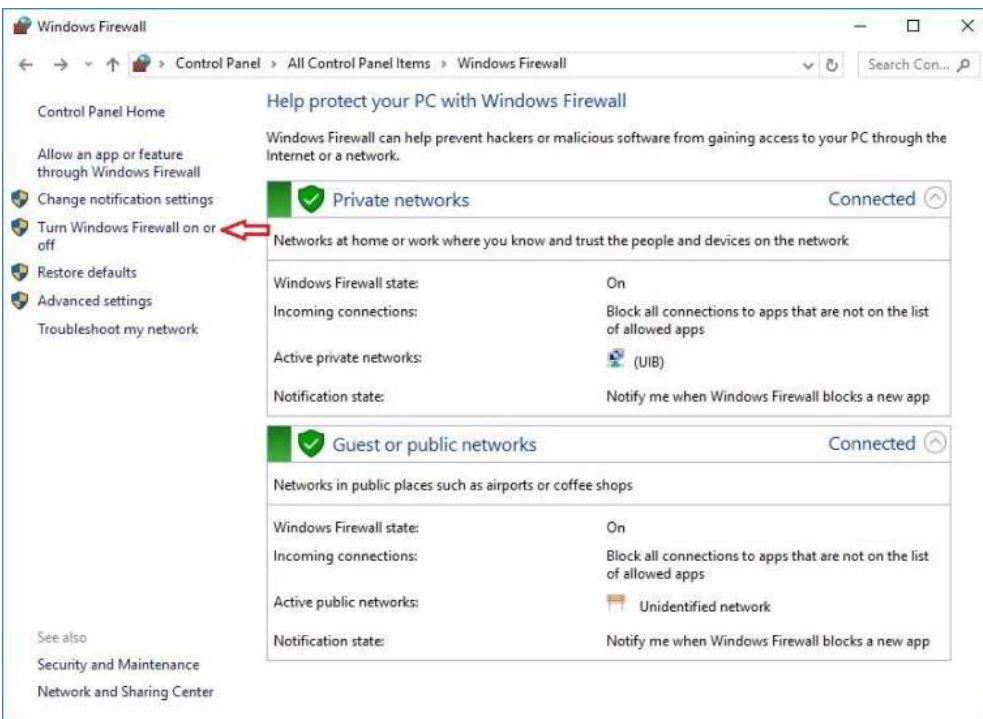 Windows Firewall
Control Panel > All Control Panel Items > Windows Firewall
Search Con...
Control Panel Home
Allow an app or feature
through Windows Firewall
Change notification settings
Turn Windows Firewall on or
off
Restore defaults
Advanced settings
Troubleshoot my network
See also
Security and Maintenance
Network and Sharing Center
Help protect your PC with Windows Firewall
Windows Firewall can help prevent hackers or malicious software from gaining access to your PC through the
Internet or a network.
Private networks Connected
Networks at home or work where you know and trust the people and devices on the network
Windows Firewall state: On
Incoming connections: Block all connections to apps that are not on the list
of allowed apps
Active private networks: (UIB)
Notification state: Notify me when Windows Firewall blocks a new app
Guest or public networks Connected
Networks in public places such as airports or coffee shops
Windows Firewall state: On
Incoming connections: Block all connections to apps that are not on the list
of allowed apps
Active public networks: Unidentified network
Notification state: Notify me when Windows Firewall blocks a new app